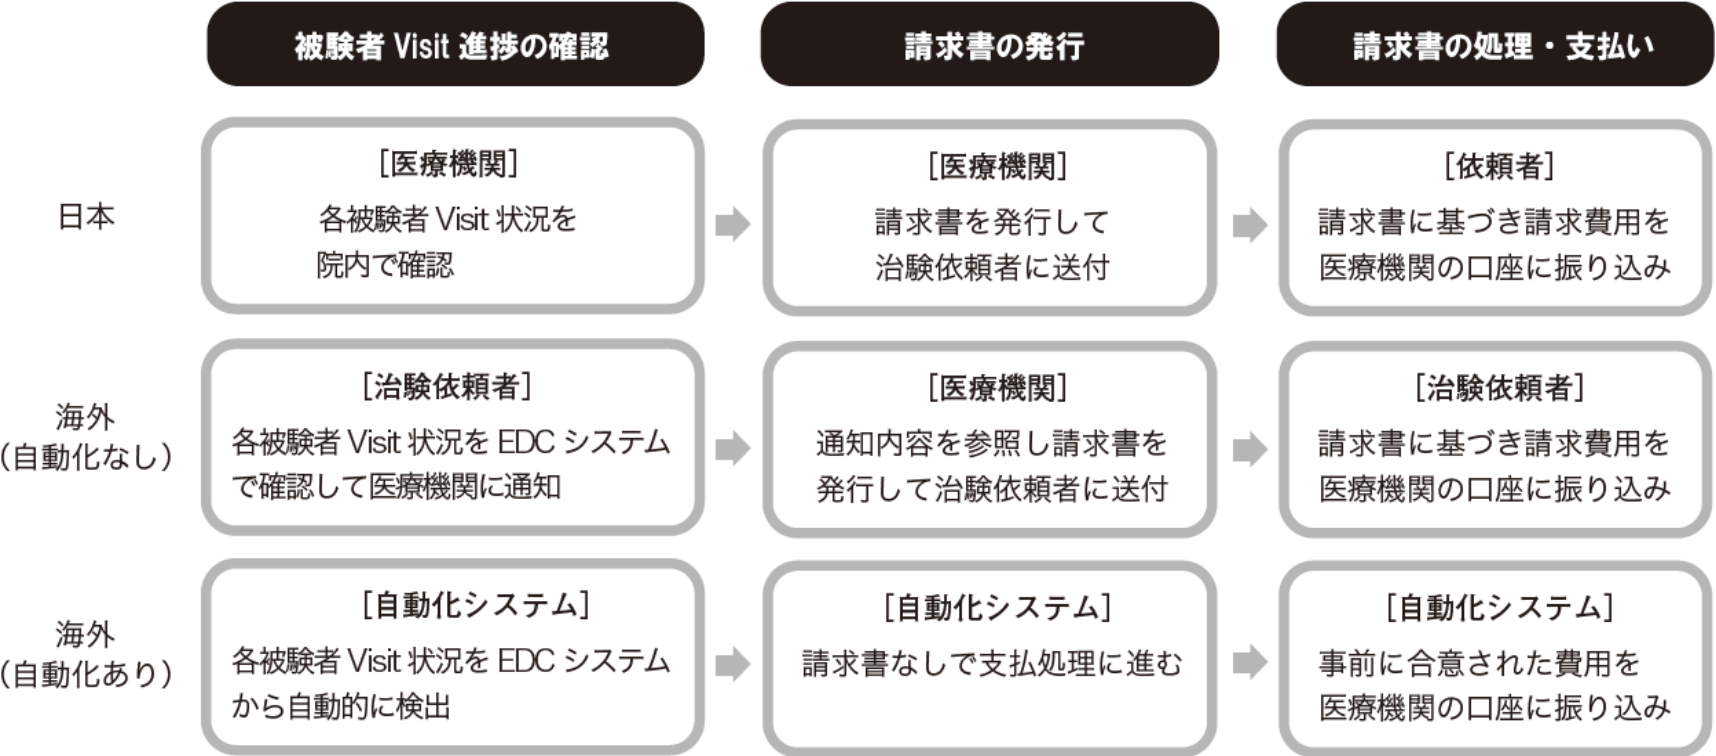 被験者 Visit 進捗の確認
請求書の発行
請求書の処理・支払い
日本
［医療機関］
各被験者 Visit 状況を
院内で確認
［医療機関］
請求書を発行して
治験依頼者に送付
［依頼者］
請求書に基づき請求費用を
医療機関の口座に振り込み
海外
（自動化なし）
［治験依頼者］
各被験者 Visit 状況を EDC システム
で確認して医療機関に通知
［医療機関］
通知内容を参照し請求書を
発行して治験依頼者に送付
［治験依頼者］
請求書に基づき請求費用を
医療機関の口座に振り込み
海外
（自動化あり）
［自動化システム］
各被験者 Visit 状況を EDC システム
から自動的に検出
［自動化システム］
請求書なしで支払処理に進む
［自動化システム］
事前に合意された費用を
医療機関の口座に振り込み